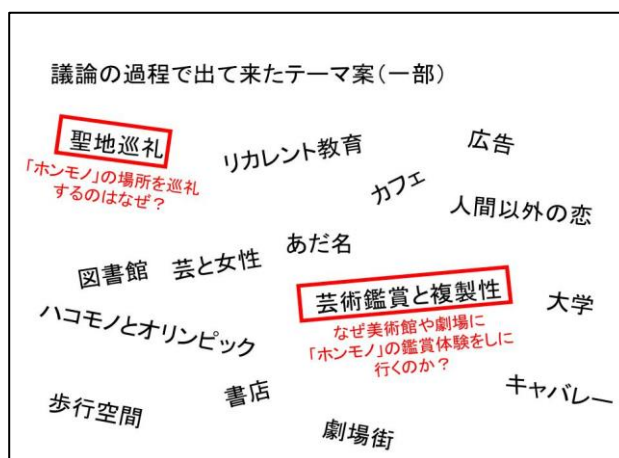 議論の過程で出て来たテーマ案(一部)
聖地巡礼
「ホンモノ」の場所を巡礼
するのはなぜ？
リカレント教育
広告
カフェ
人間以外の恋
あだ名
図書館
芸と女性
芸術鑑賞と複製性
なぜ美術館や劇場に
「ホンモノ」の鑑賞体験をしに
行くのか？
大学
ハコモノとオリンピック
キャバレー
書店
歩行空間
劇場街